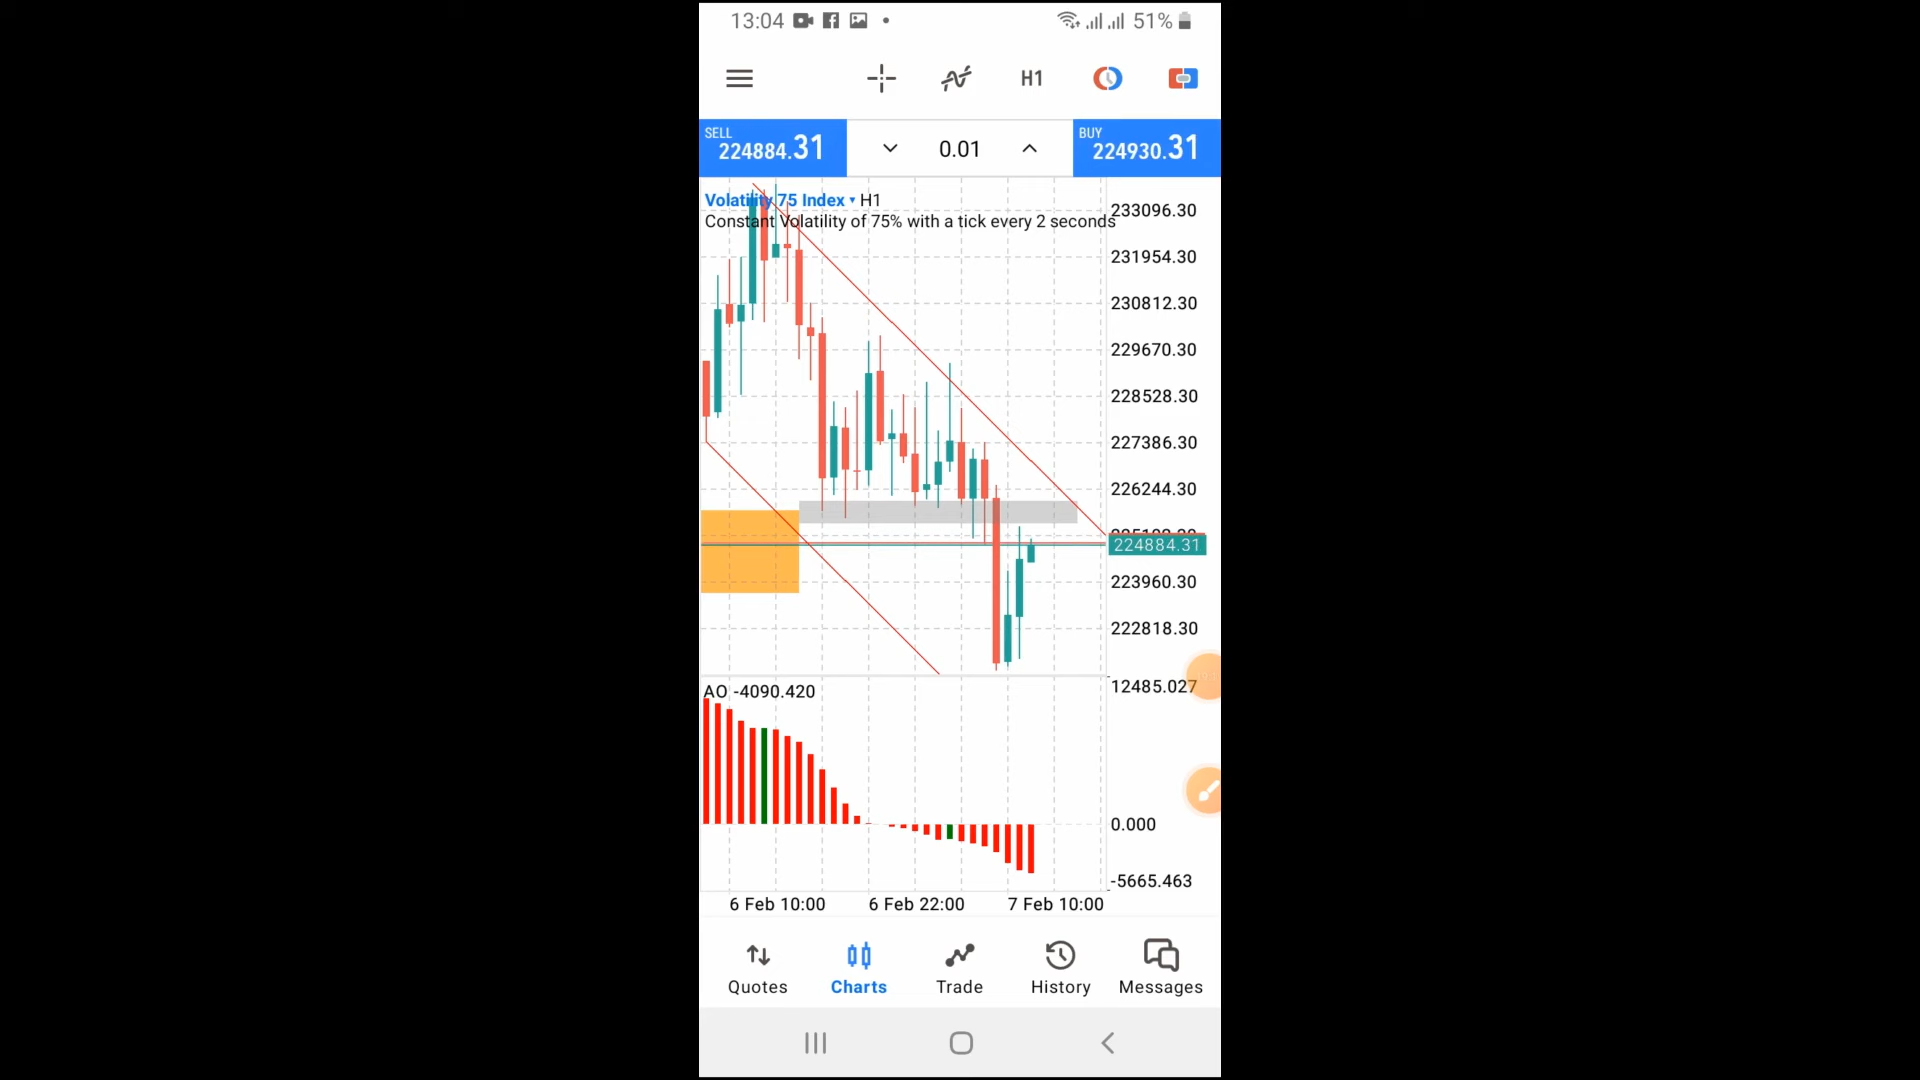 13:04
51%
H1
SELL
224884.31
0.01
BUY
224930.31
Volatility 75 Index ▾ H1
Constant Volatility of 75% with a tick every 2 seconds
233096.30
231954.30
230812.30
229670.30
228528.30
227386.30
226244.30
224884.31
223960.30
222818.30
AO -4090.420
12485.027
0.000
-5665.463
6 Feb 10:00
6 Feb 22:00
7 Feb 10:00
Quotes
Charts
Trade
History
Messages